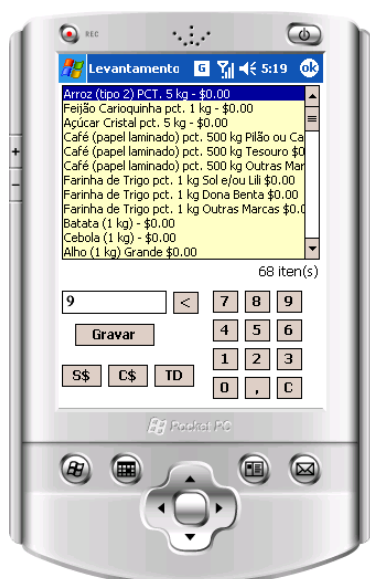 REC
Levantamento G 5:19 ok
Arroz (tipo 2) PCT. 5 kg - $0.00
Feijão Carioquinha pct. 1 kg - $0.00
Açúcar Cristal pct. 5 kg - $0.00
Café (papel laminado) pct. 500 kg Pilão ou Ca
Café (papel laminado) pct. 500 kg Tesouro $0
Café (papel laminado) pct. 500 kg Outras Mar
Farinha de Trigo pct. 1 kg Sol e/ou Lili $0.00
Farinha de Trigo pct. 1 kg Dona Benta $0.00
Farinha de Trigo pct. 1 kg Outras Marcas $0.0
Batata (1 kg) - $0.00
Cebola (1 kg) - $0.00
Alho (1 kg) Grande $0.00
68 iten(s)
9 < 7 8 9
Gravar 4 5 6
S$ C$ TD 1 2 3
0 , C
Pocket PC